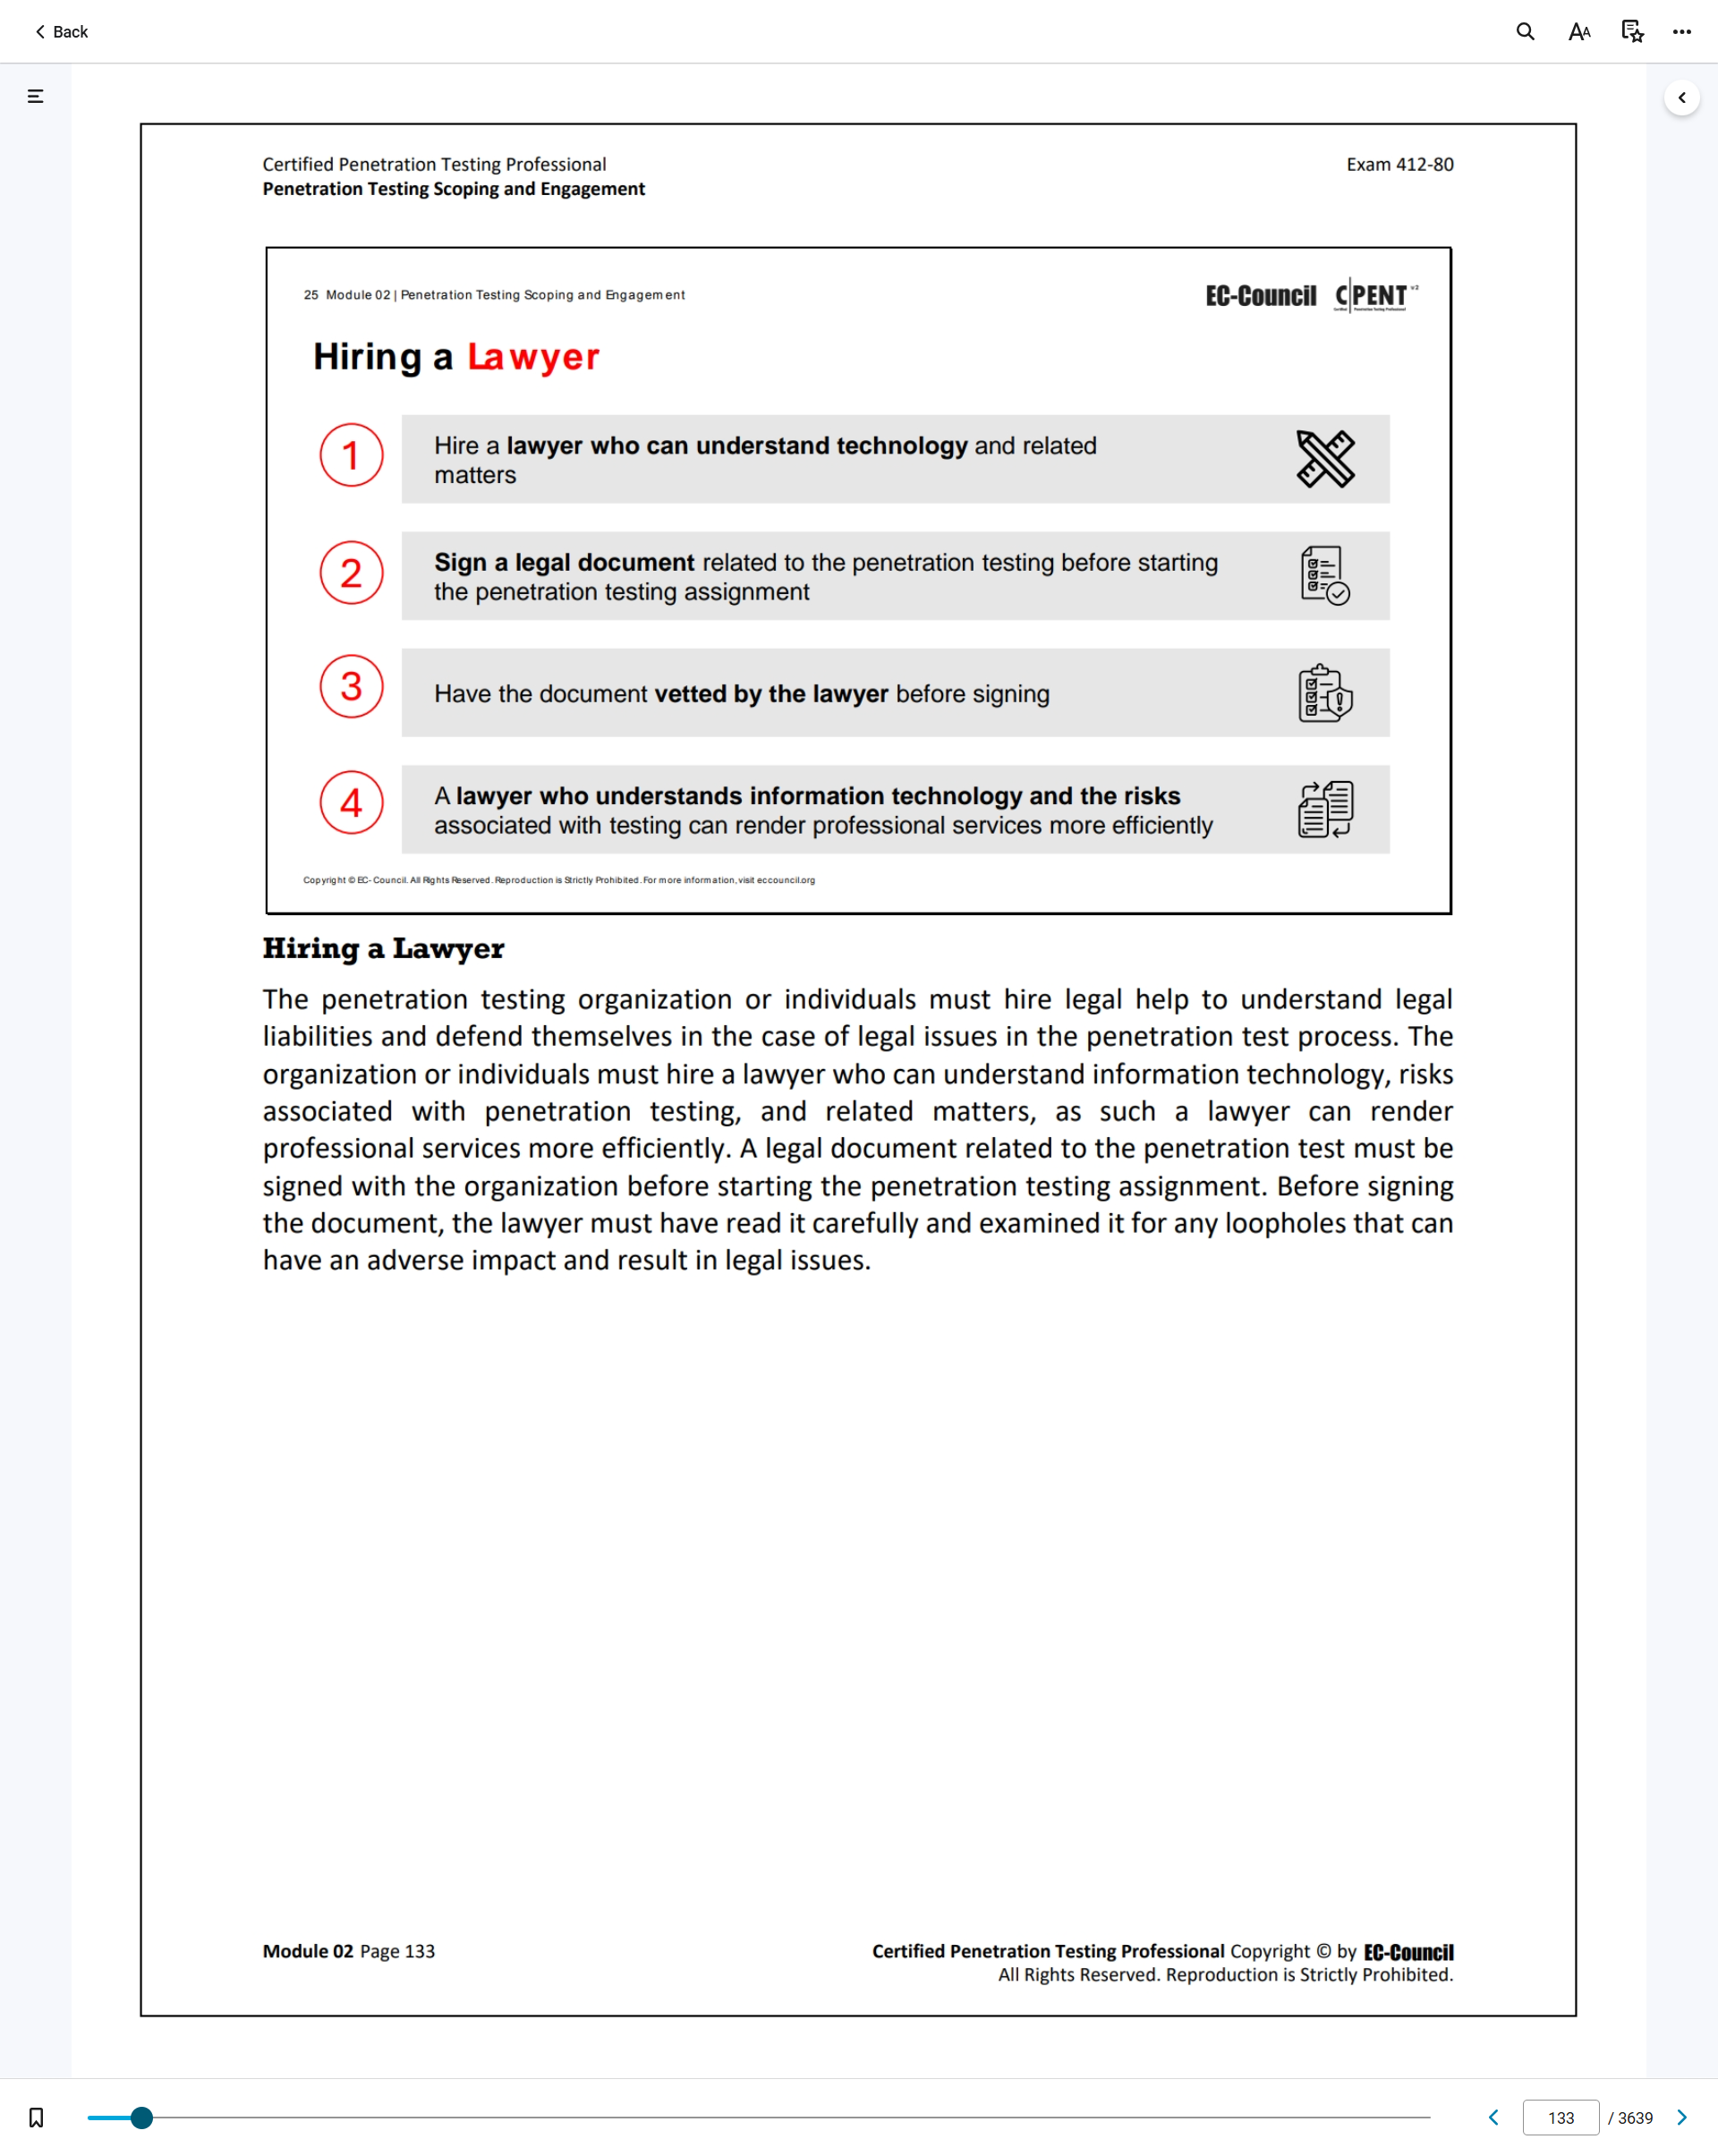 Back
Certified Penetration Testing Professional
Exam 412-80
Penetration Testing Scoping and Engagement
25 Module 02 | Penetration Testing Scoping and Engagement
EC-Council C|PENT v2
Hiring a Lawyer
1
Hire a lawyer who can understand technology and related
matters
2
Sign a legal document related to the penetration testing before starting
the penetration testing assignment
3
Have the document vetted by the lawyer before signing
4
A lawyer who understands information technology and the risks
associated with testing can render professional services more efficiently
Copyright © EC-Council. All Rights Reserved. Reproduction is Strictly Prohibited. For more information, visit eccouncil.org
Hiring a Lawyer
The penetration testing organization or individuals must hire legal help to understand legal
liabilities and defend themselves in the case of legal issues in the penetration test process. The
organization or individuals must hire a lawyer who can understand information technology, risks
associated with penetration testing, and related matters, as such a lawyer can render
professional services more efficiently. A legal document related to the penetration test must be
signed with the organization before starting the penetration testing assignment. Before signing
the document, the lawyer must have read it carefully and examined it for any loopholes that can
have an adverse impact and result in legal issues.
Module 02 Page 133
Certified Penetration Testing Professional Copyright © by EC-Council
All Rights Reserved. Reproduction is Strictly Prohibited.
133 / 3639